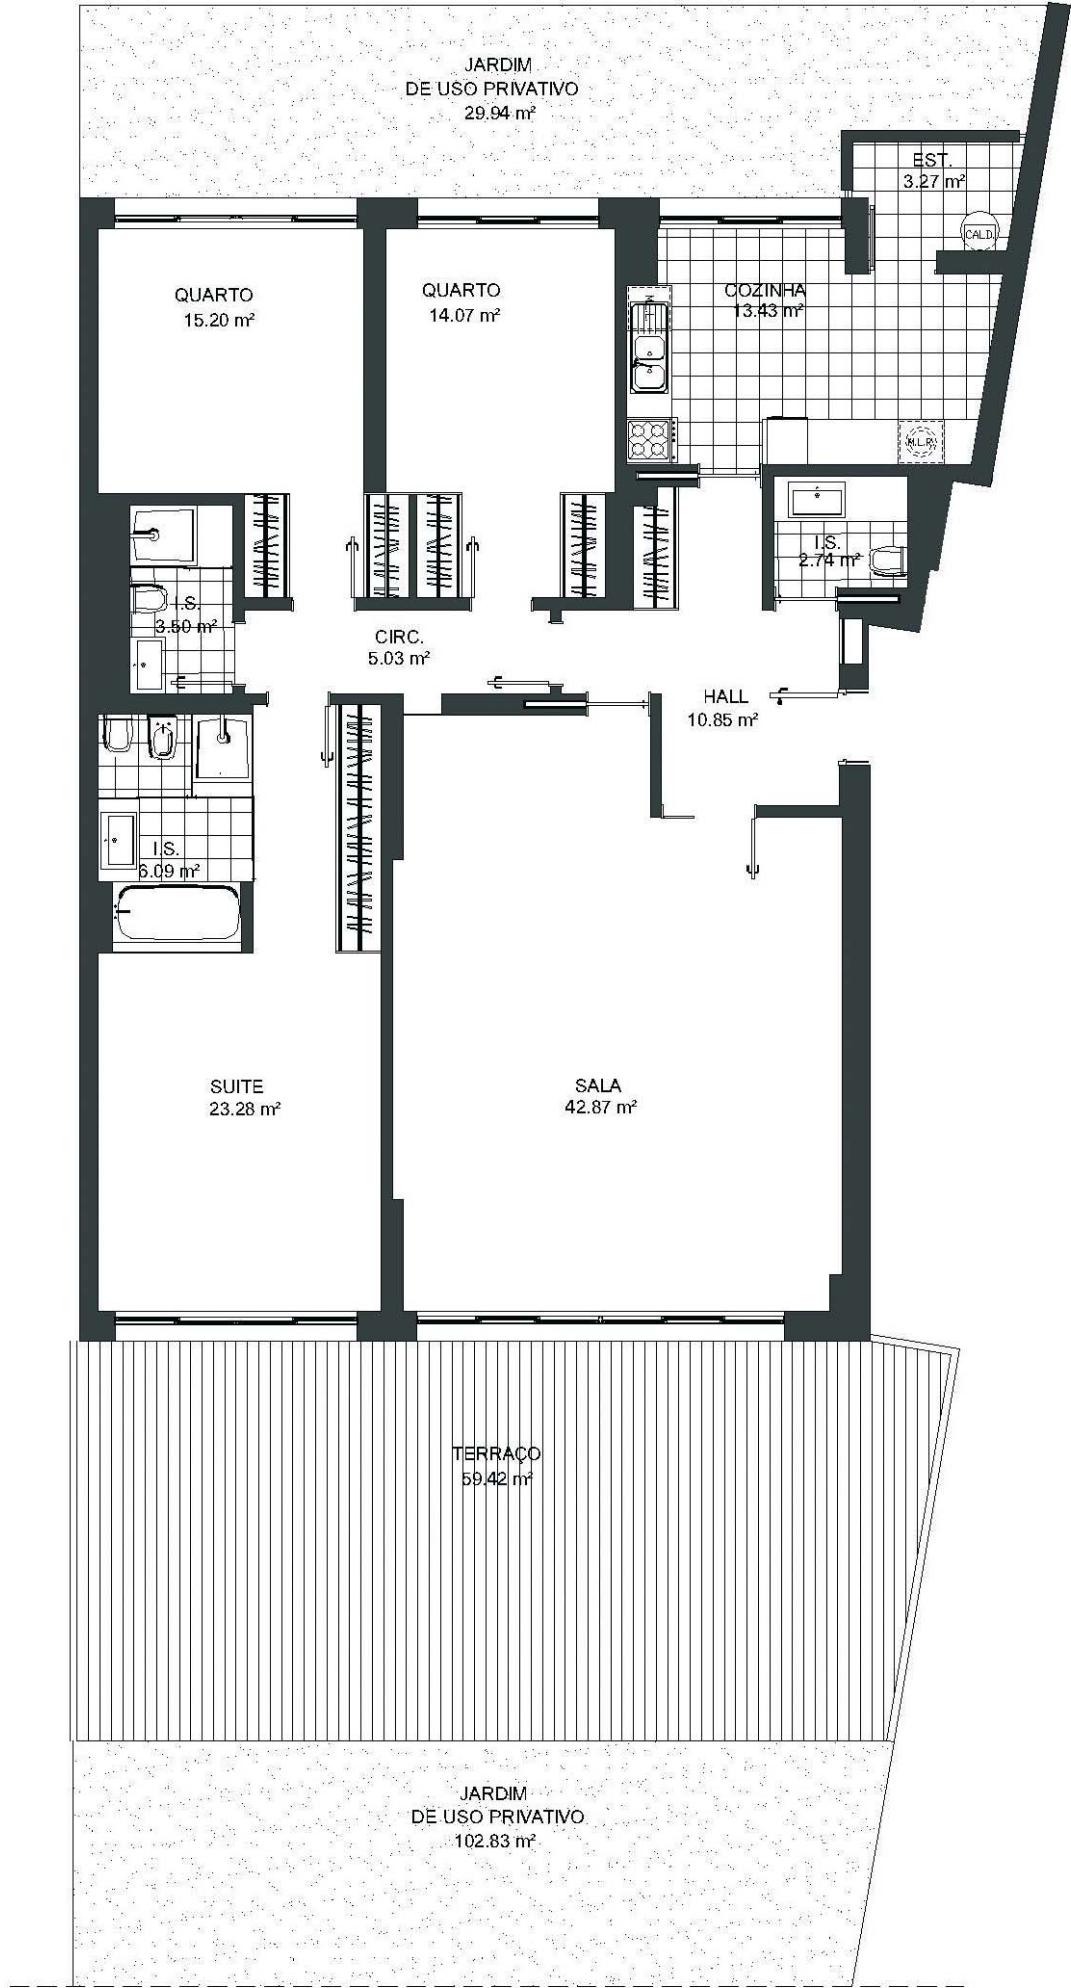 JARDIM
DE USO PRIVATIVO
29.94 m²
EST.
3.27 m²
CALD.
QUARTO
15.20 m²
QUARTO
14.07 m²
COZINHA
13.43 m²
M.L.L.
M.L.R.
I.S.
2.74 m²
I.S.
3.50 m²
CIRC.
5.03 m²
HALL
10.85 m²
I.S.
6.09 m²
SUITE
23.28 m²
SALA
42.87 m²
TERRAÇO
59.42 m²
JARDIM
DE USO PRIVATIVO
102.83 m²